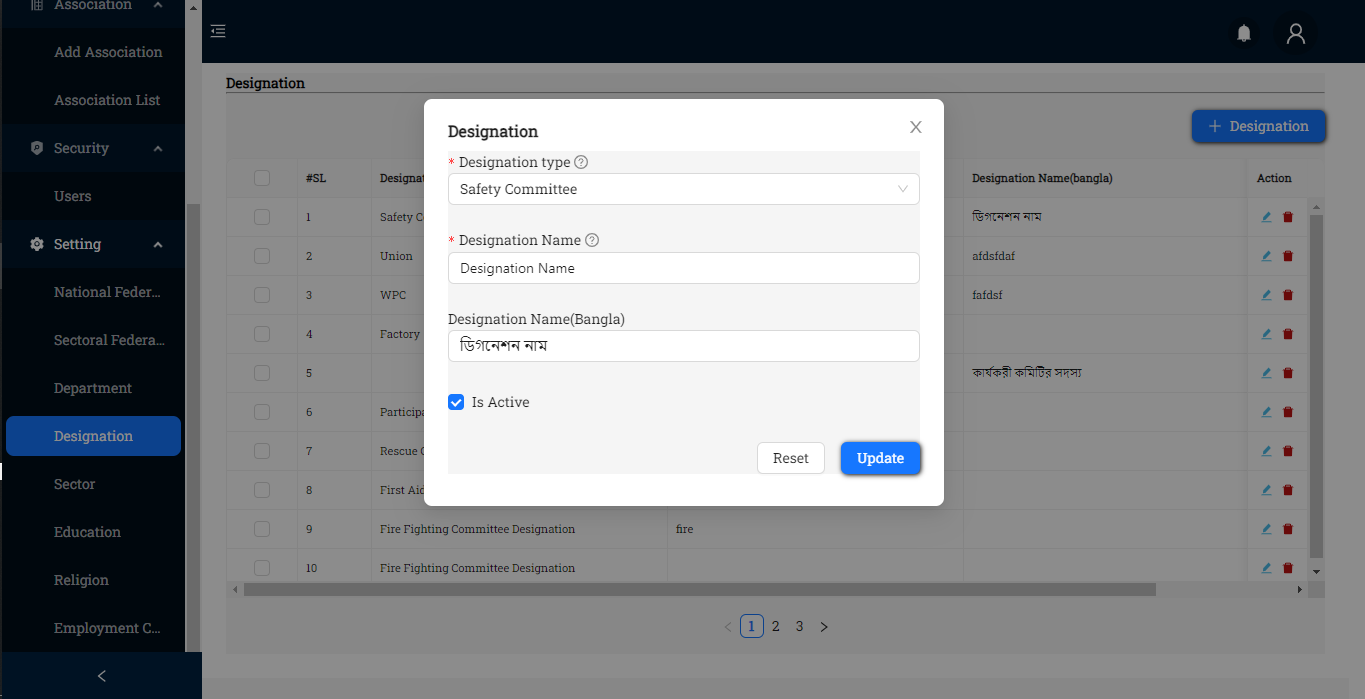 Association
Add Association
Association List
Security
Users
Setting
National Feder...
Sectoral Federa...
Department
Designation
Sector
Education
Religion
Employment C...
Designation
+ Designation
#SL Designat Designation Name(bangla) Action
1 Safety C ডিগনেশন নাম
2 Union afdsfdaf
3 WPC fafdsf
4 Factory
5 কার্যকরী কমিটির সদস্য
6 Particip
7 Rescue
8 First Aid
9 Fire Fighting Committee Designation fire
10 Fire Fighting Committee Designation
1 2 3
Designation
* Designation type
Safety Committee
* Designation Name
Designation Name
Designation Name(Bangla)
ডিগনেশন নাম
Is Active
Reset Update